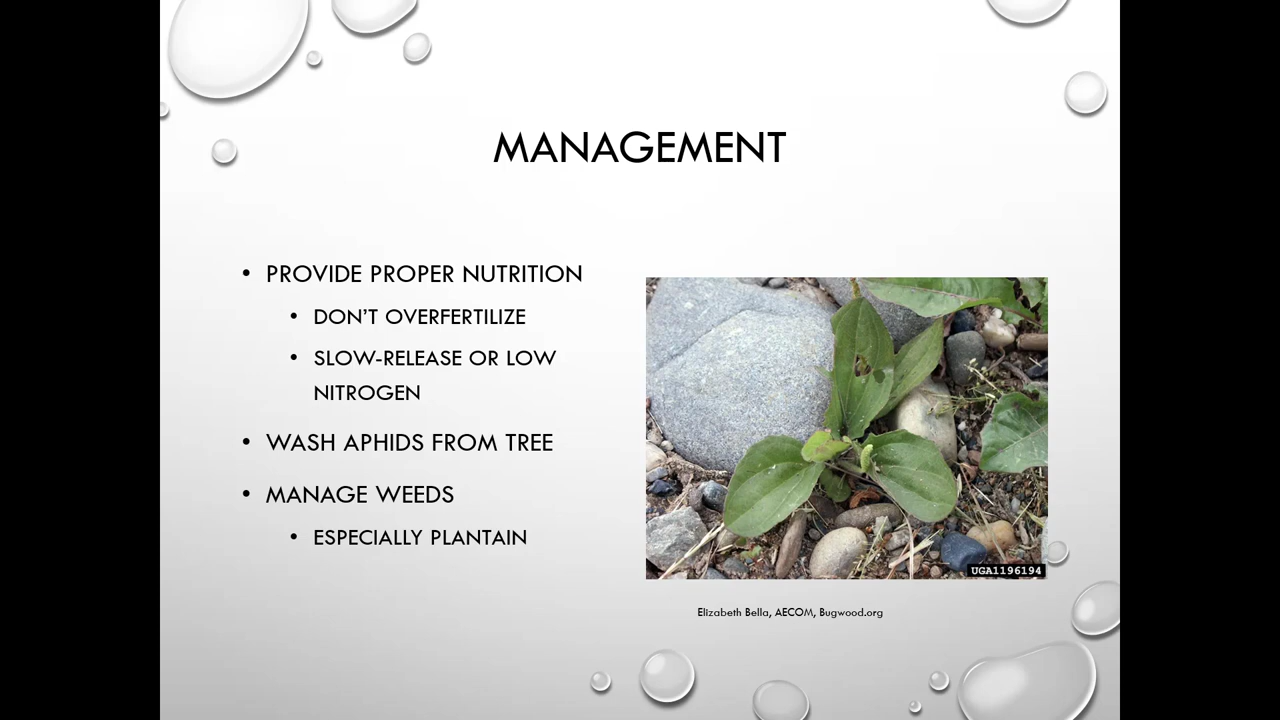 MANAGEMENT
• PROVIDE PROPER NUTRITION
• DON'T OVERFERTILIZE
• SLOW-RELEASE OR LOW
NITROGEN
• WASH APHIDS FROM TREE
• MANAGE WEEDS
• ESPECIALLY PLANTAIN
UGA1196194
Elizabeth Bella, AECOM, Bugwood.org